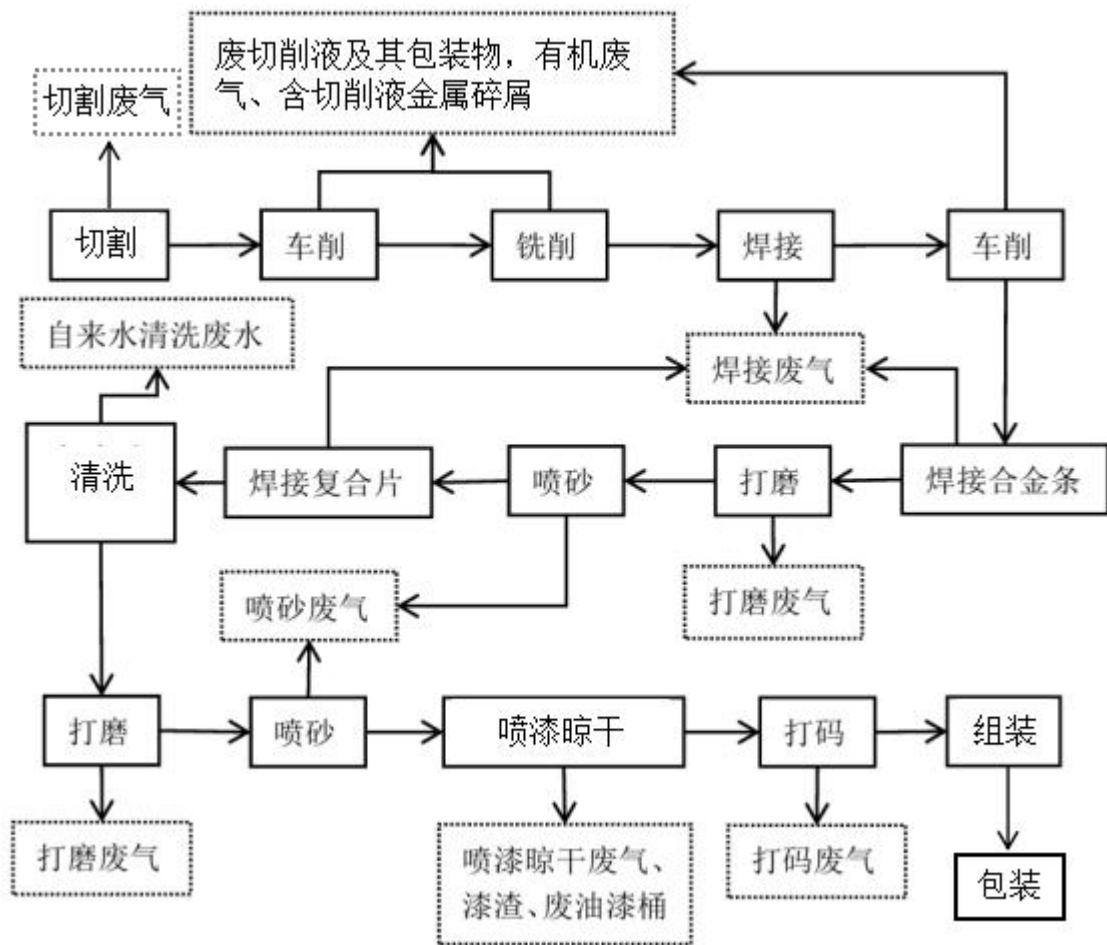 废切削液及其包装物，有机废
气、含切削液金属碎屑
切割废气
切割
车削
铣削
焊接
车削
自来水清洗废水
焊接废气
清洗
焊接复合片
喷砂
打磨
焊接合金条
喷砂废气
打磨废气
打磨
喷砂
喷漆晾干
打码
组装
打磨废气
喷漆晾干废气、
漆渣、废油漆桶
打码废气
包装